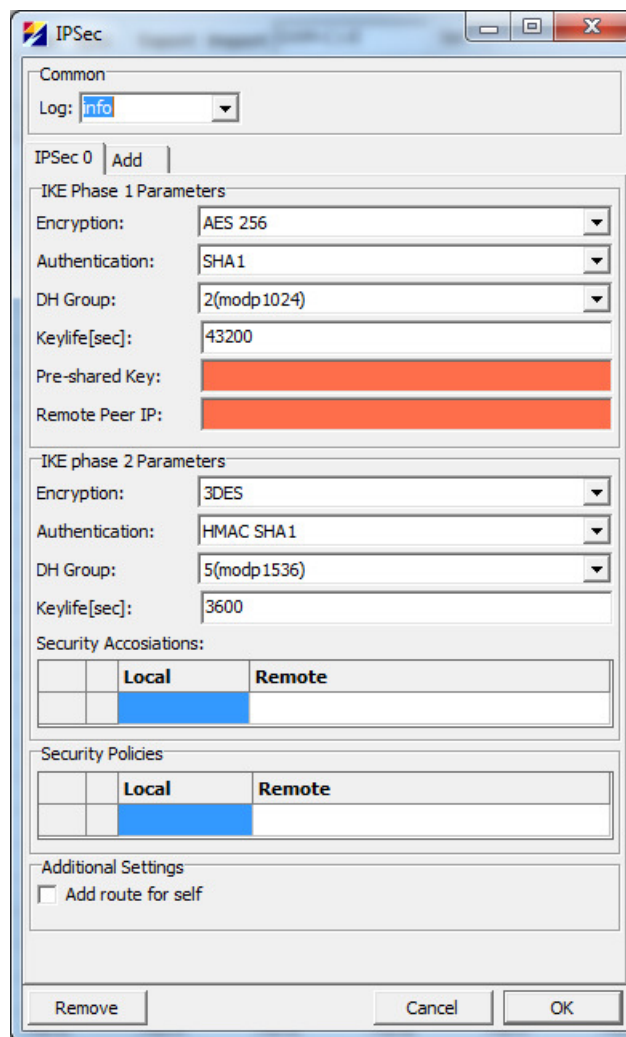 IPSec
Common
Log: info
IPSec 0 Add
IKE Phase 1 Parameters
Encryption: AES 256
Authentication: SHA1
DH Group: 2(modp1024)
Keylife[sec]: 43200
Pre-shared Key:
Remote Peer IP:
IKE phase 2 Parameters
Encryption: 3DES
Authentication: HMAC SHA1
DH Group: 5(modp1536)
Keylife[sec]: 3600
Security Accosiations:
Local Remote
Security Policies
Local Remote
Additional Settings
Add route for self
Remove Cancel OK